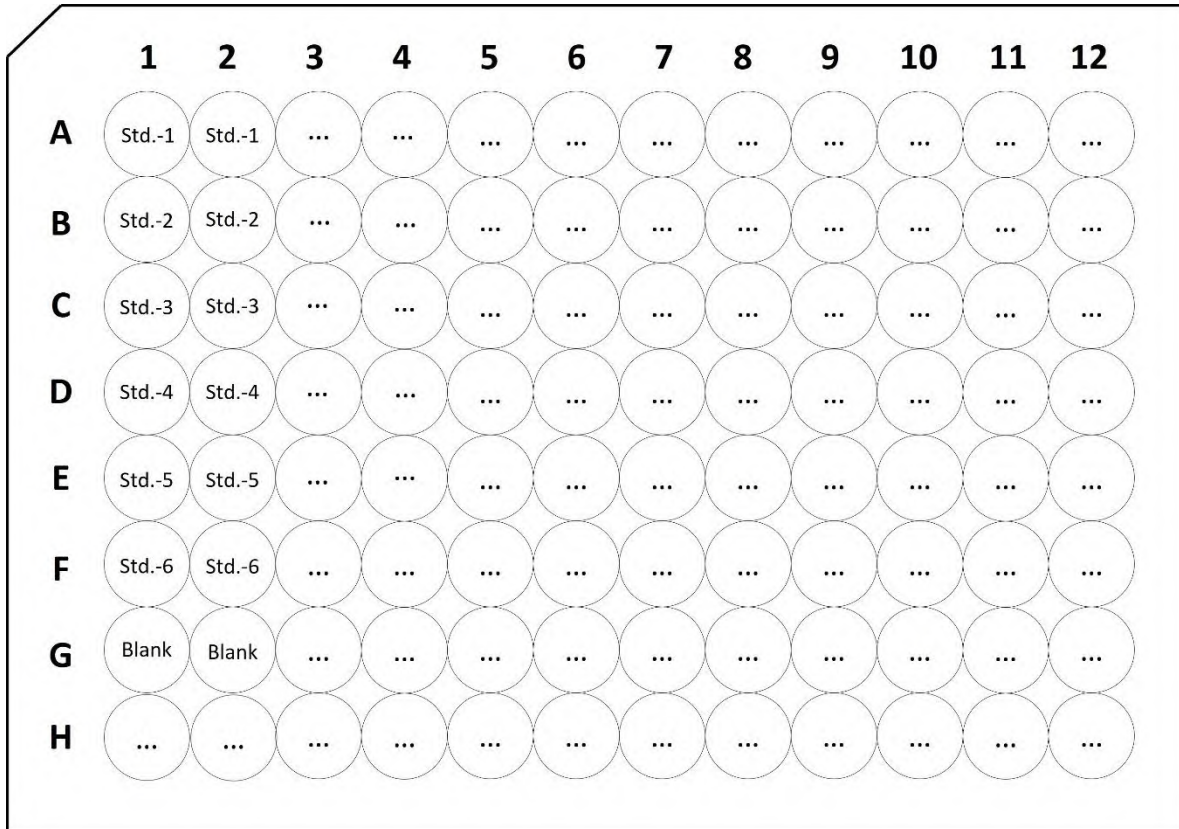 1 2 3 4 5 6 7 8 9 10 11 12
A Std.-1 Std.-1 ... ... ... ... ... ... ... ... ... ...
B Std.-2 Std.-2 ... ... ... ... ... ... ... ... ... ...
C Std.-3 Std.-3 ... ... ... ... ... ... ... ... ... ...
D Std.-4 Std.-4 ... ... ... ... ... ... ... ... ... ...
E Std.-5 Std.-5 ... ... ... ... ... ... ... ... ... ...
F Std.-6 Std.-6 ... ... ... ... ... ... ... ... ... ...
G Blank Blank ... ... ... ... ... ... ... ... ... ...
H ... ... ... ... ... ... ... ... ... ... ... ...